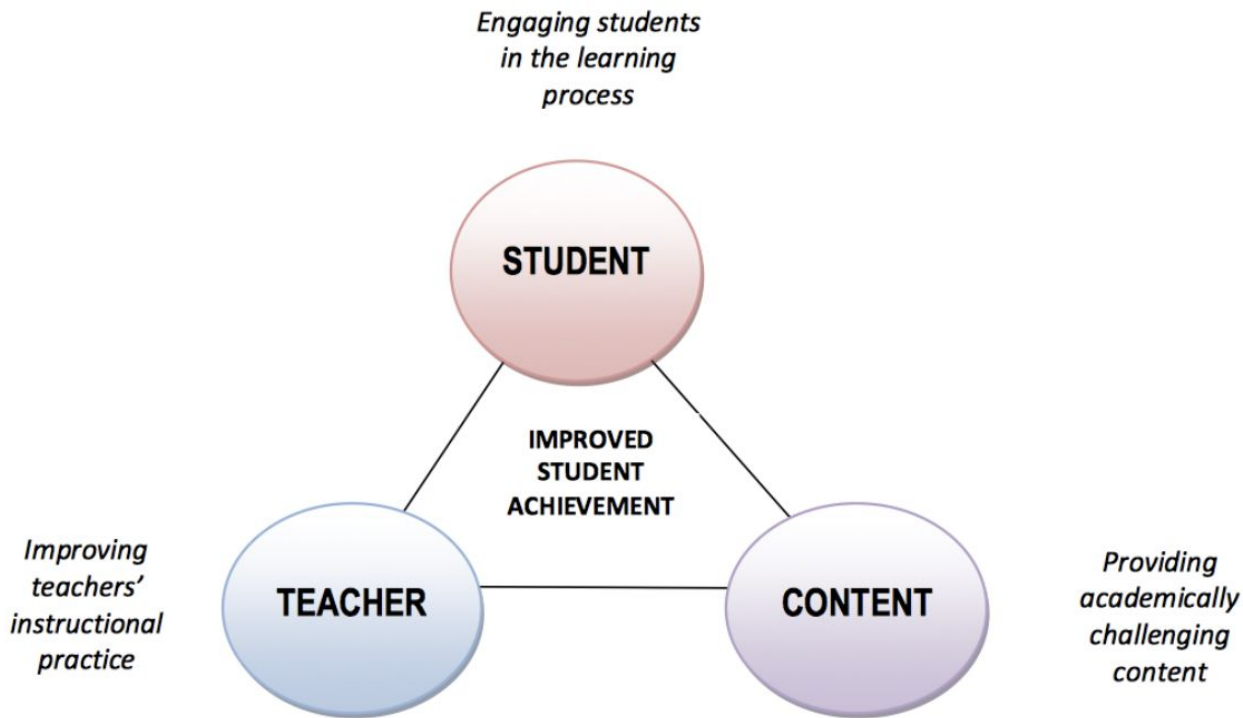 Engaging students
in the learning
process
STUDENT
IMPROVED
STUDENT
ACHIEVEMENT
Improving
teachers’
instructional
practice
TEACHER
CONTENT
Providing
academically
challenging
content